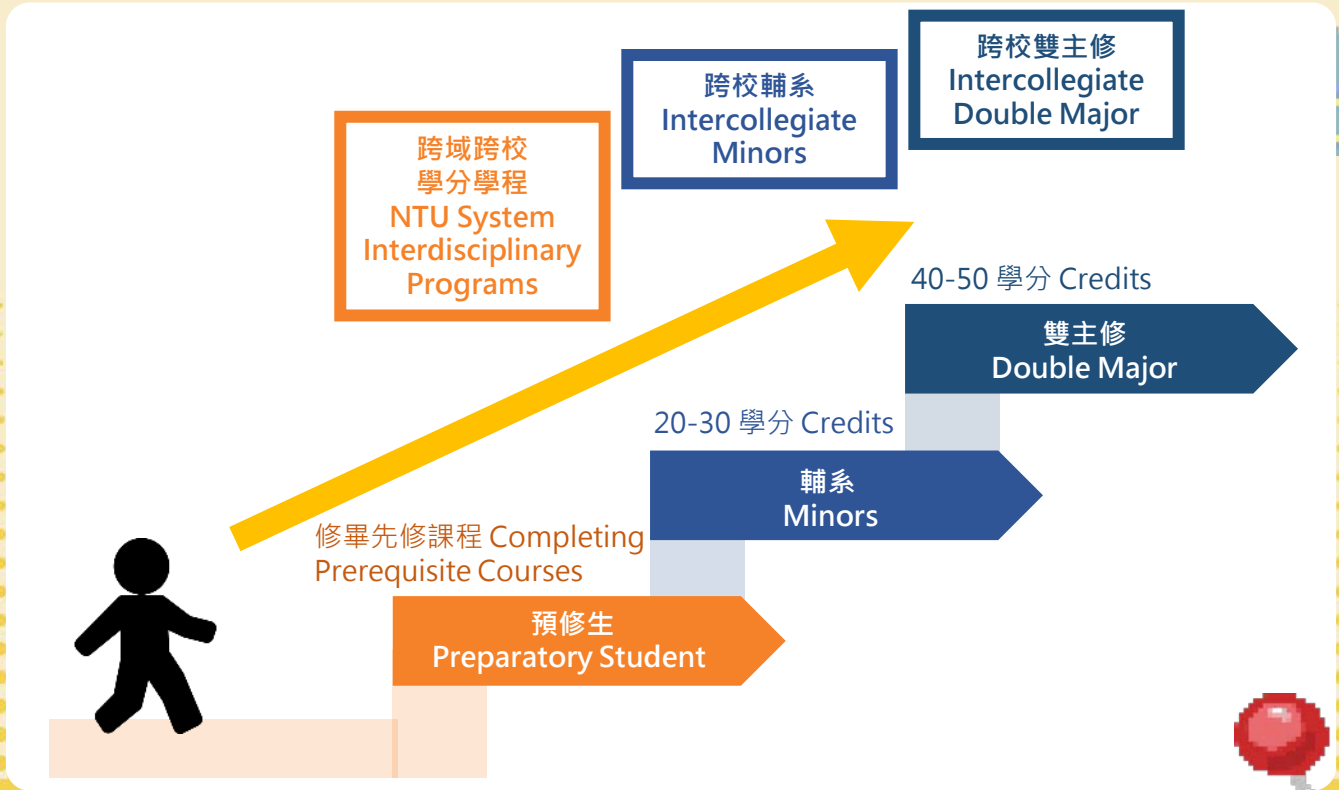 跨域跨校
學分學程
NTU System
Interdisciplinary
Programs
跨校輔系
Intercollegiate
Minors
跨校雙主修
Intercollegiate
Double Major
40-50 學分 Credits
雙主修
Double Major
20-30 學分 Credits
輔系
Minors
修畢先修課程 Completing
Prerequisite Courses
預修生
Preparatory Student